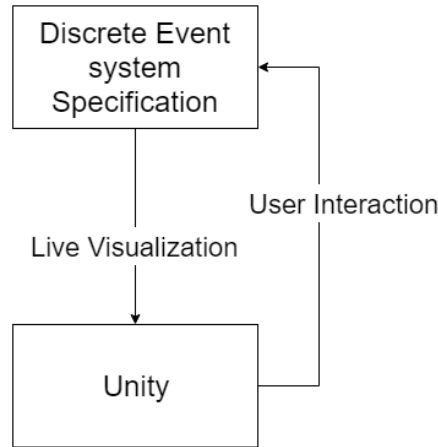 Discrete Event
system
Specification
User Interaction
Live Visualization
Unity